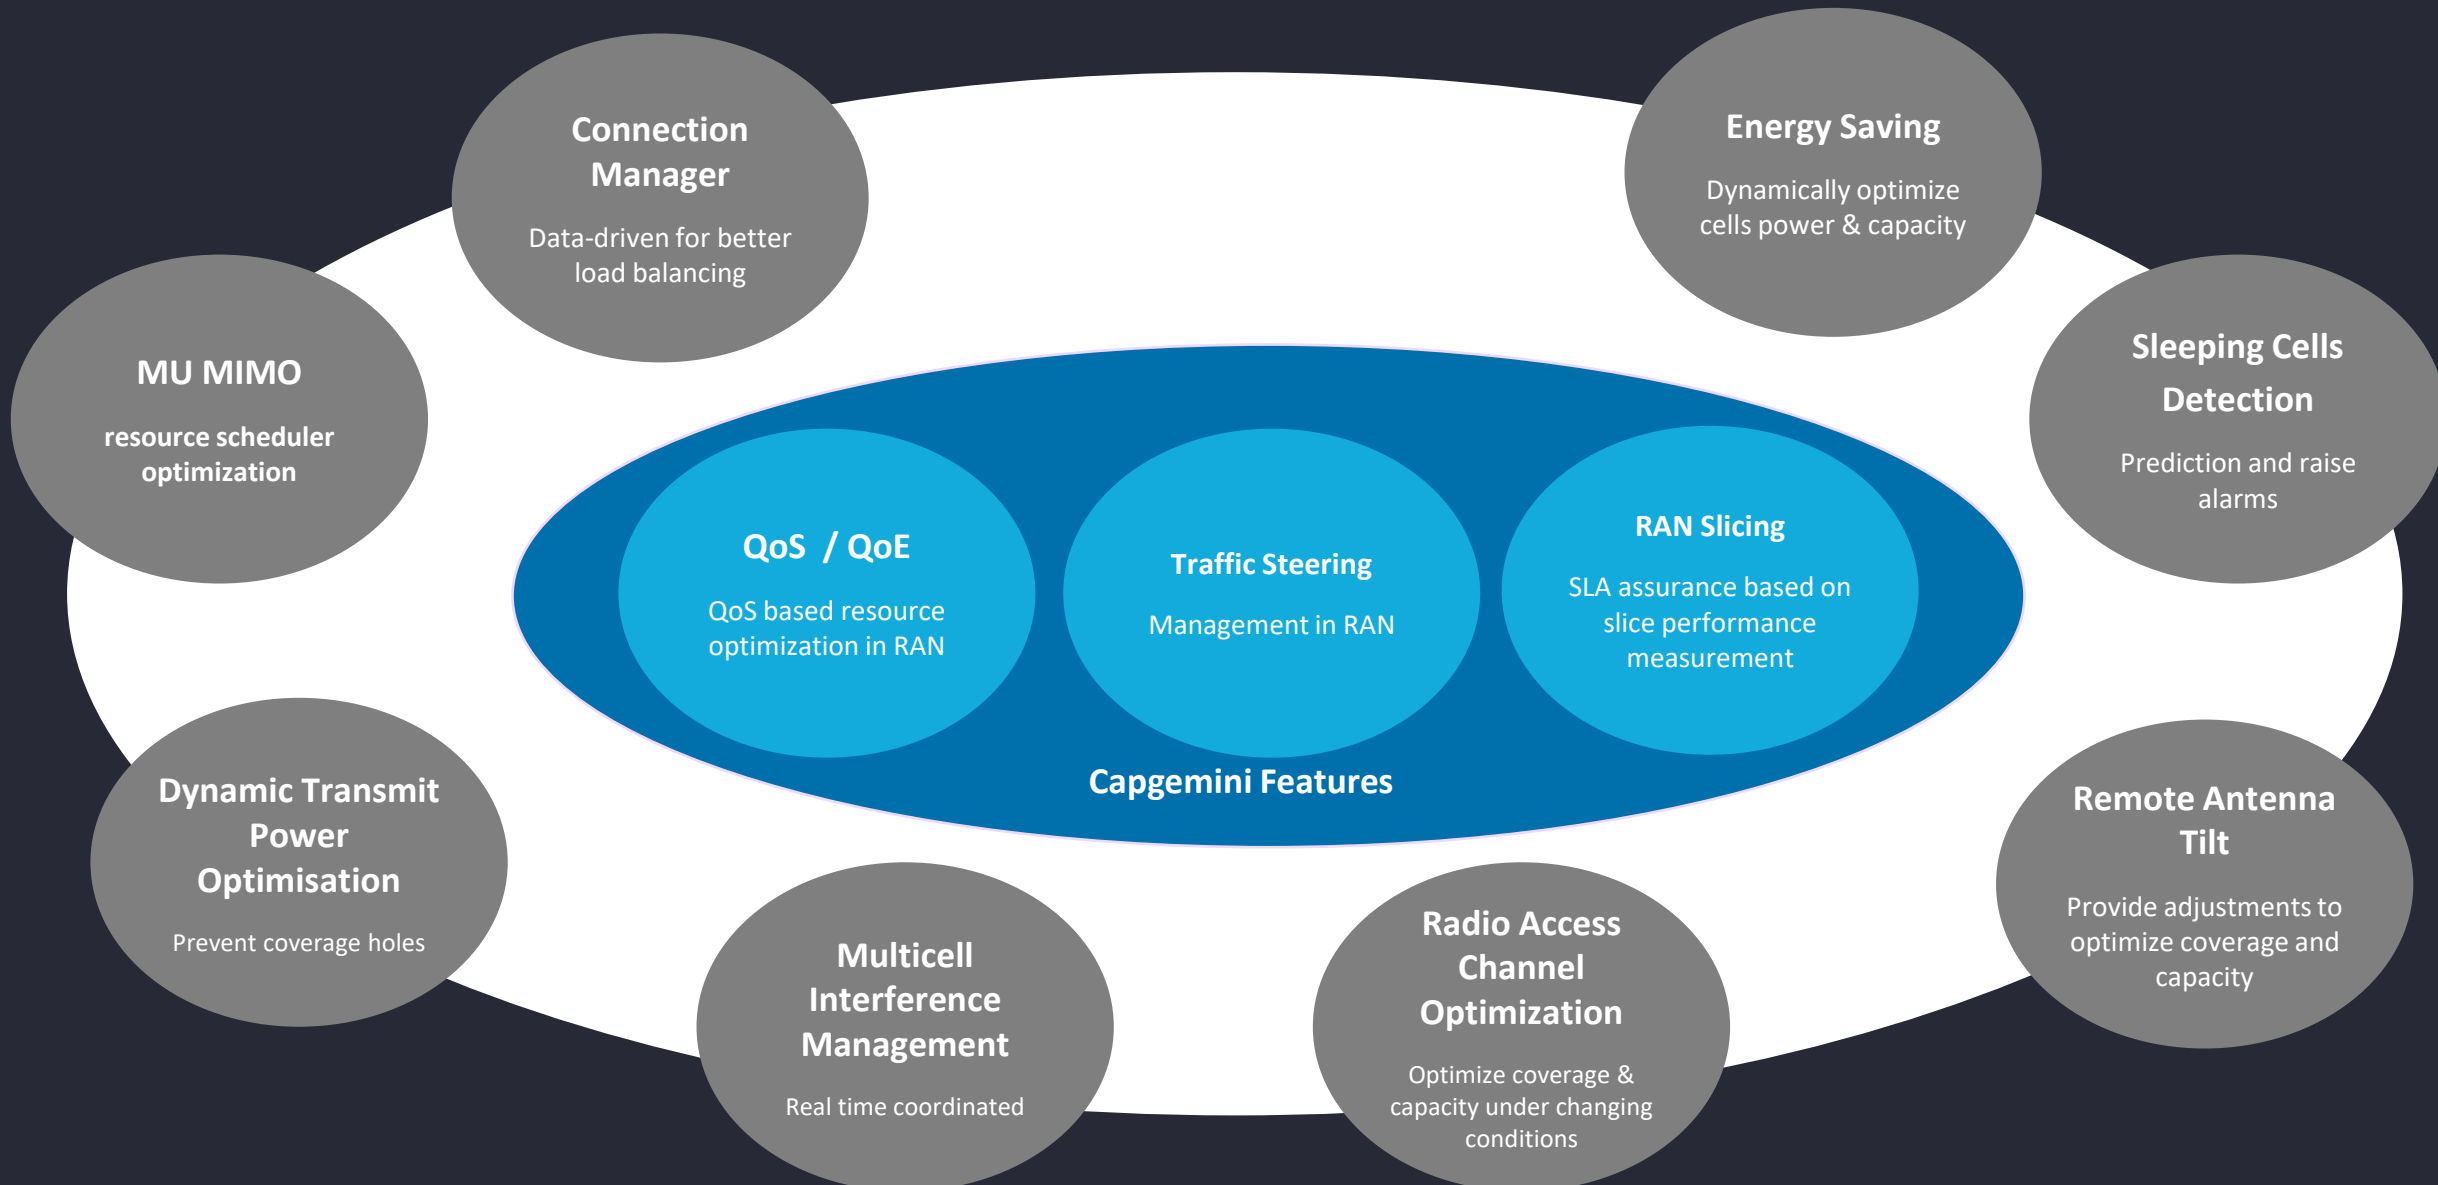 Connection
Manager
Data-driven for better
load balancing
Energy Saving
Dynamically optimize
cells power & capacity
MU MIMO
resource scheduler
optimization
Sleeping Cells
Detection
Prediction and raise
alarms
QoS / QoE
QoS based resource
optimization in RAN
Traffic Steering
Management in RAN
RAN Slicing
SLA assurance based on
slice performance
measurement
Capgemini Features
Dynamic Transmit
Power
Optimisation
Prevent coverage holes
Multicell
Interference
Management
Real time coordinated
Radio Access
Channel
Optimization
Optimize coverage &
capacity under changing
conditions
Remote Antenna
Tilt
Provide adjustments to
optimize coverage and
capacity